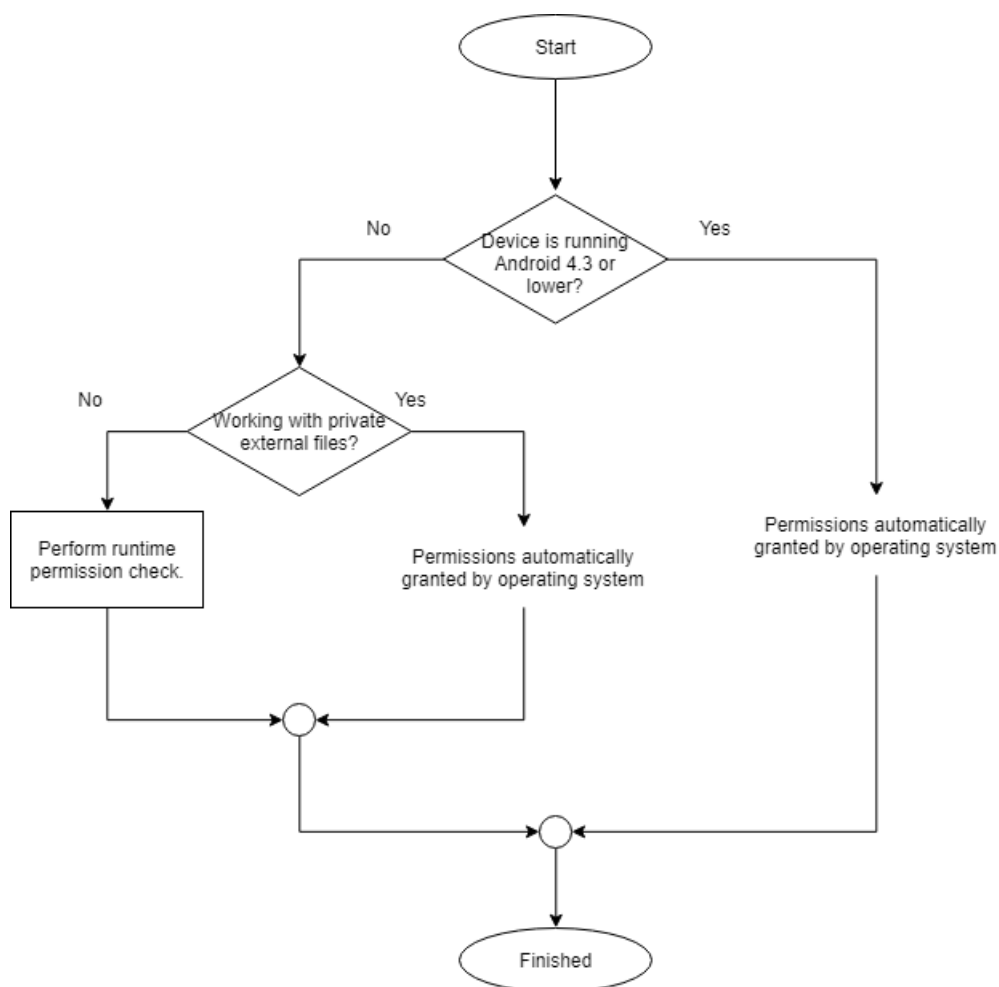 Start
No
Yes
Device is running
Android 4.3 or
lower?
No
Yes
Working with private
external files?
Perform runtime
permission check.
Permissions automatically
granted by operating system
Permissions automatically
granted by operating system
Finished